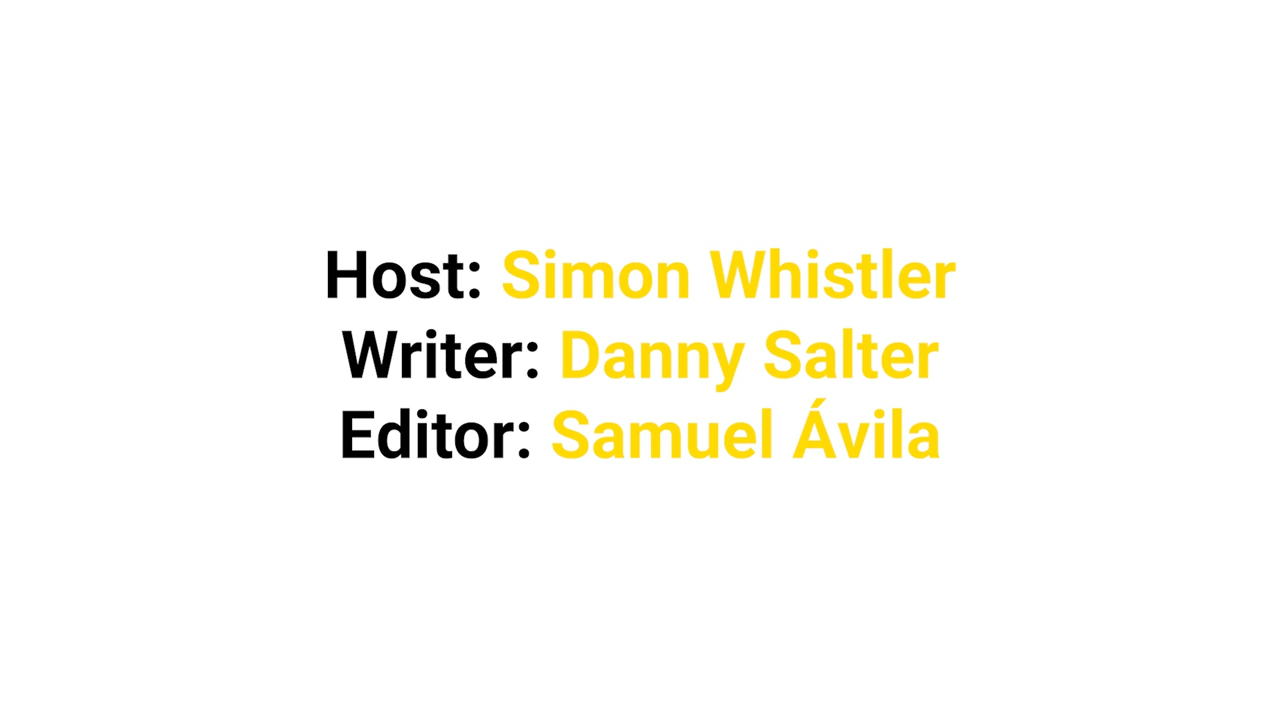 Host: Simon Whistler
Writer: Danny Salter
Editor: Samuel Ávila